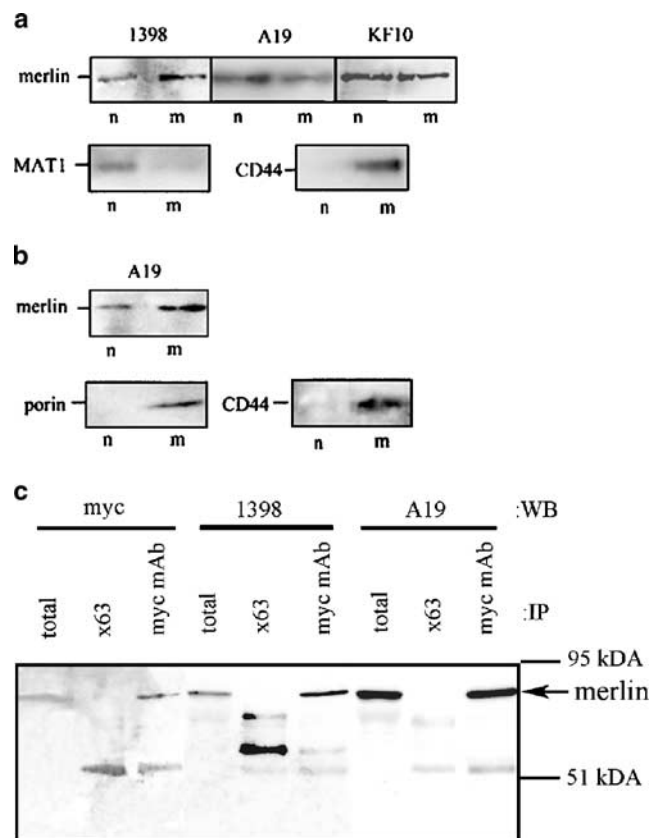 a
1398 A19 KF10
merlin
n m n m n m
MAT1 CD44
n m n m
b
A19
merlin
n m
porin CD44
n m n m
c
myc 1398 A19 :WB
total x63 myc mAb total x63 myc mAb total x63 myc mAb :IP
95 kDA
merlin
51 kDA